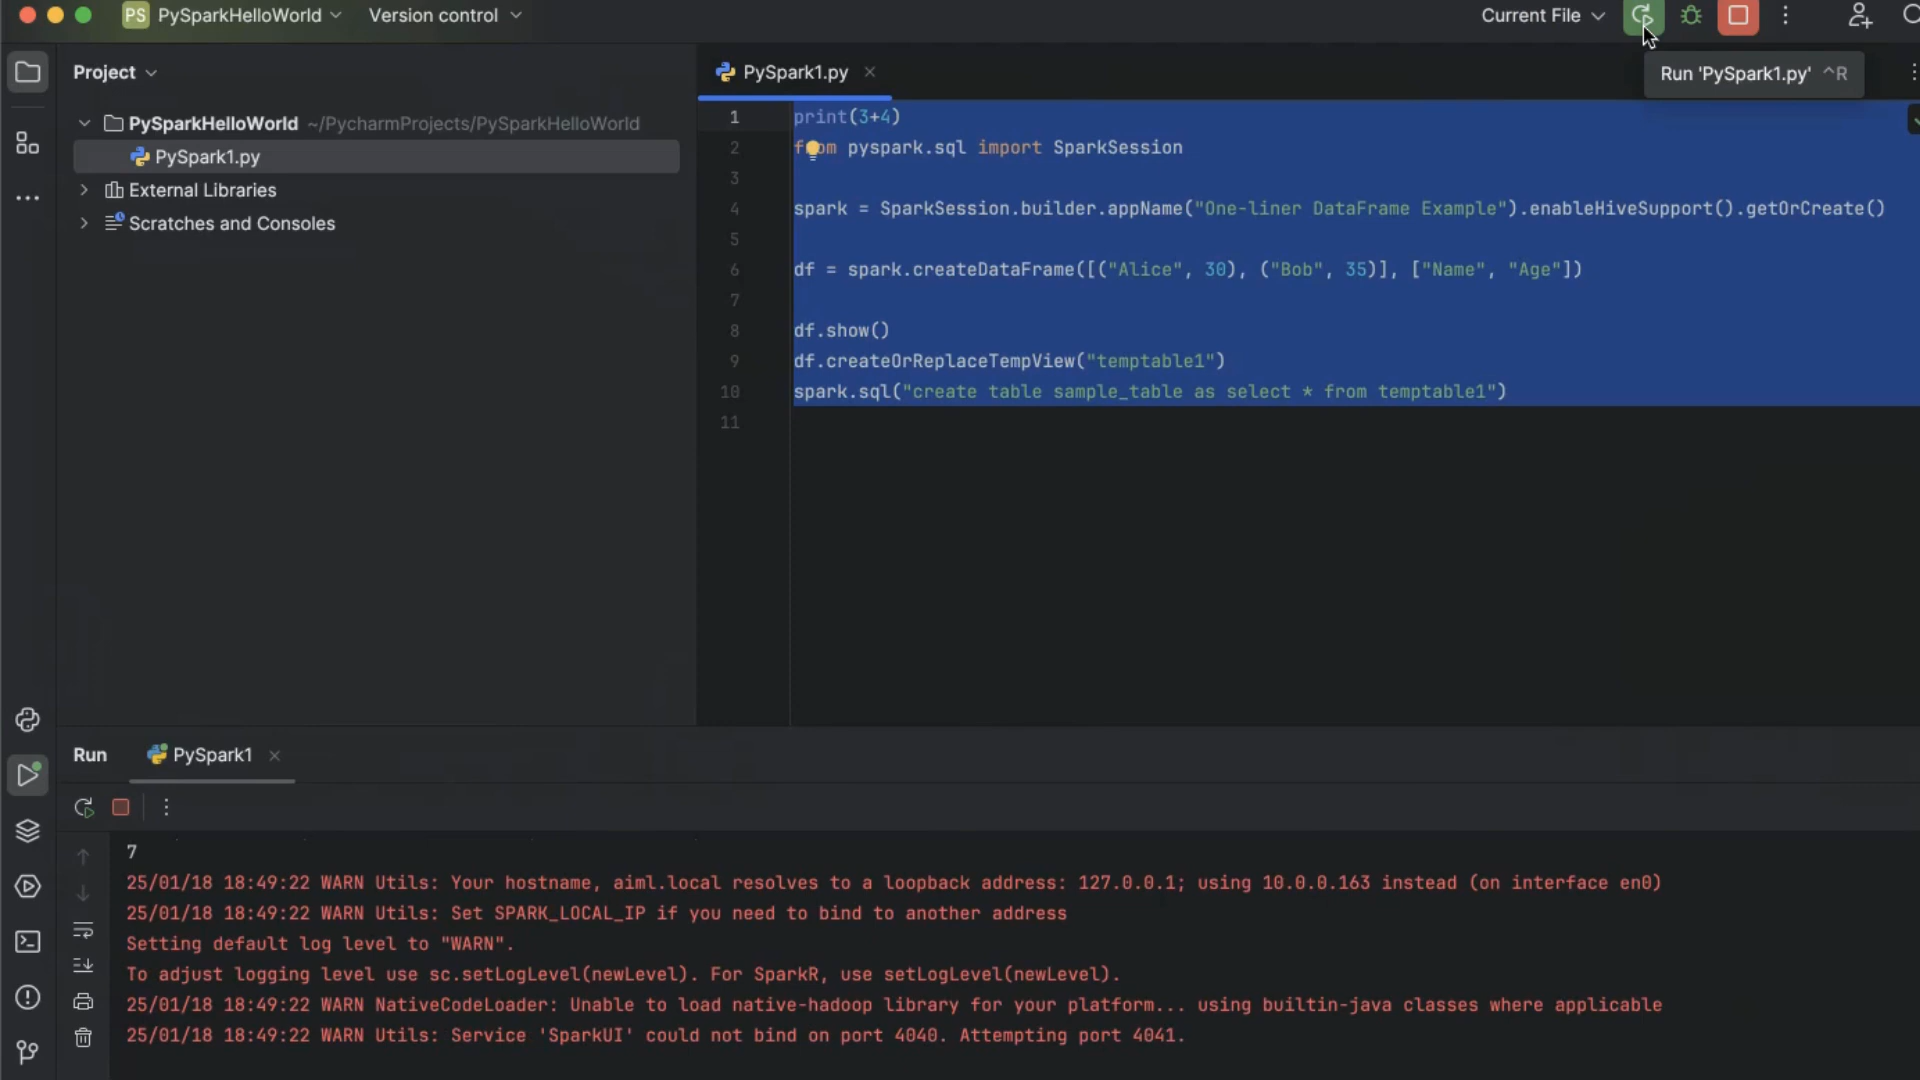 PS PySparkHelloWorld Version control Current File
Run 'PySpark1.py' ^R
Project
PySpark1.py
PySparkHelloWorld ~/PycharmProjects/PySparkHelloWorld
PySpark1.py
External Libraries
Scratches and Consoles
1 print(3+4)
2 from pyspark.sql import SparkSession
3
4 spark = SparkSession.builder.appName("One-liner DataFrame Example").enableHiveSupport().getOrCreate()
5
6 df = spark.createDataFrame([("Alice", 30), ("Bob", 35)], ["Name", "Age"])
7
8 df.show()
9 df.createOrReplaceTempView("temptable1")
10 spark.sql("create table sample_table as select * from temptable1")
11
Run PySpark1
7
25/01/18 18:49:22 WARN Utils: Your hostname, aiml.local resolves to a loopback address: 127.0.0.1; using 10.0.0.163 instead (on interface en0)
25/01/18 18:49:22 WARN Utils: Set SPARK_LOCAL_IP if you need to bind to another address
Setting default log level to "WARN".
To adjust logging level use sc.setLogLevel(newLevel). For SparkR, use setLogLevel(newLevel).
25/01/18 18:49:22 WARN NativeCodeLoader: Unable to load native-hadoop library for your platform... using builtin-java classes where applicable
25/01/18 18:49:22 WARN Utils: Service 'SparkUI' could not bind on port 4040. Attempting port 4041.